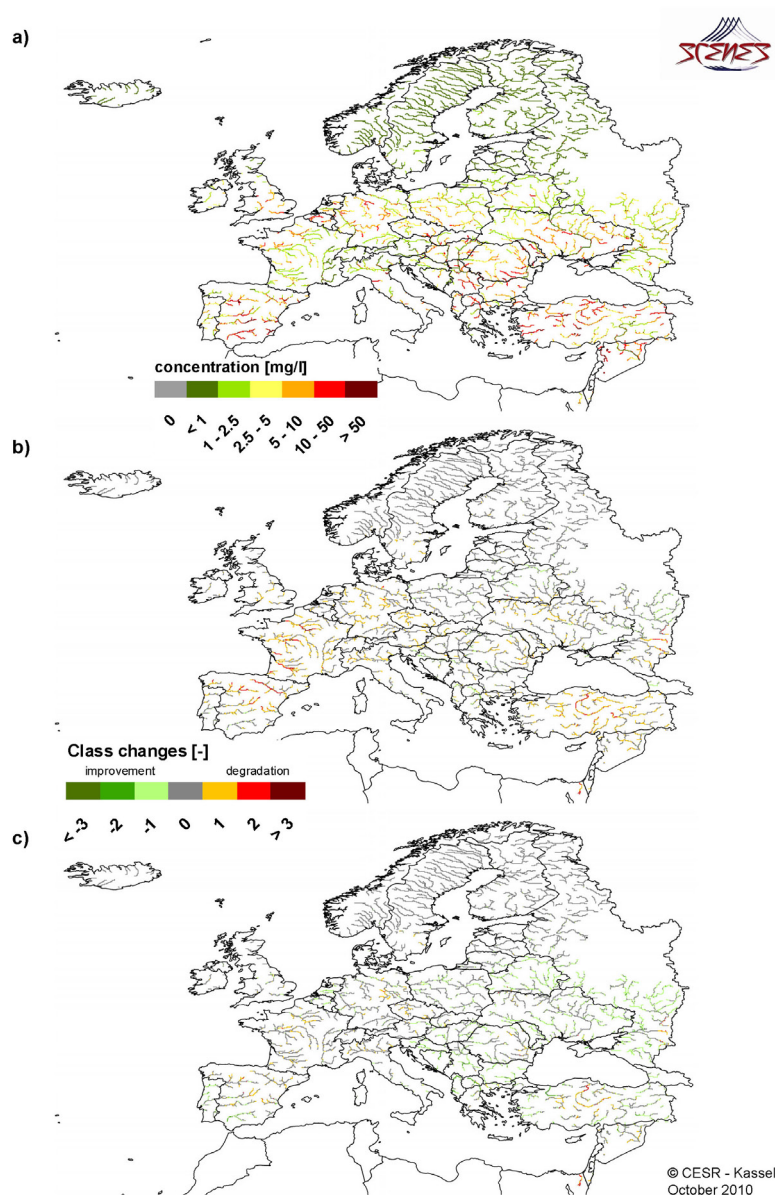 a)
SCENES
concentration [mg/l]
0
< 1
1 - 2.5
2.5 - 5
5 - 10
10 - 50
> 50
b)
Class changes [-]
improvement degradation
< -3
-2
-1
0
1
2
> 3
c)
© CESR - Kassel
October 2010